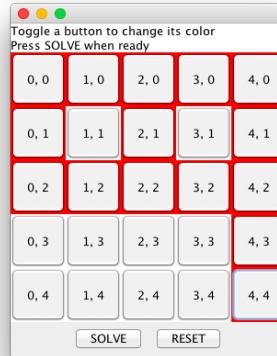 Toggle a button to change its color
Press SOLVE when ready
0, 0 1, 0 2, 0 3, 0 4, 0
0, 1 1, 1 2, 1 3, 1 4, 1
0, 2 1, 2 2, 2 3, 2 4, 2
0, 3 1, 3 2, 3 3, 3 4, 3
0, 4 1, 4 2, 4 3, 4 4, 4
SOLVE RESET